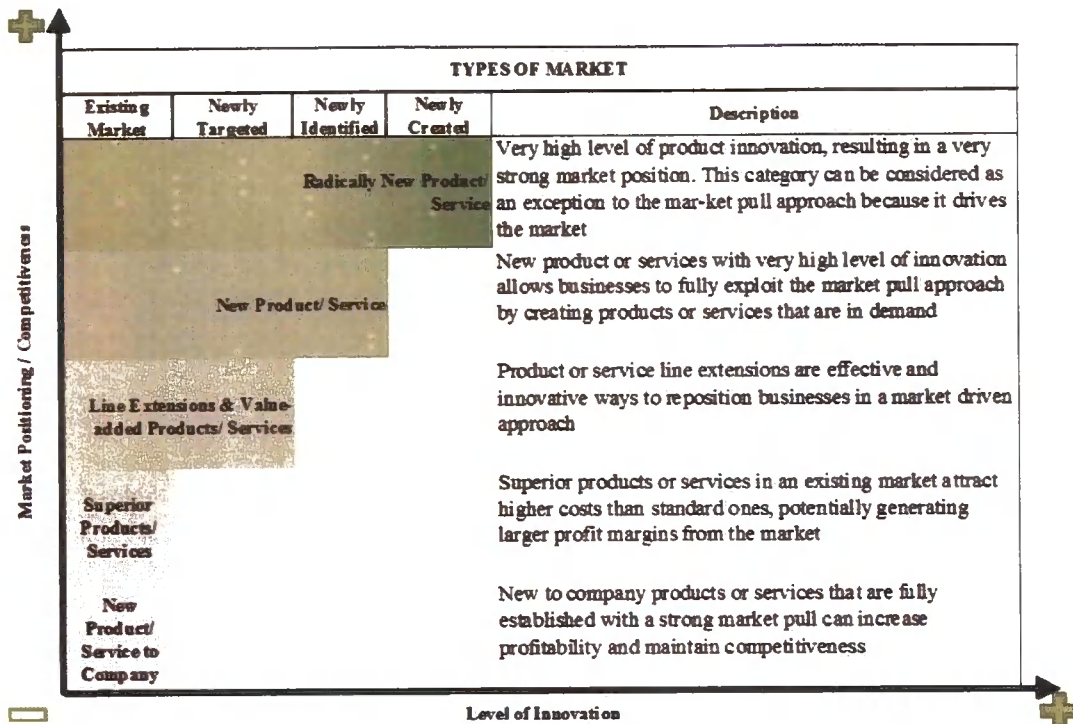 TYPES OF MARKET
Existing Market
Newly Targeted
Newly Identified
Newly Created
Description
Radically New Product/
Service
Very high level of product innovation, resulting in a very
strong market position. This category can be considered as
an exception to the mar-ket pull approach because it drives
the market
New Product/ Service
New product or services with very high level of innovation
allows businesses to fully exploit the market pull approach
by creating products or services that are in demand
Line Extensions & Value-
added Products/ Services
Product or service line extensions are effective and
innovative ways to reposition businesses in a market driven
approach
Superior
Products/
Services
Superior products or services in an existing market attract
higher costs than standard ones, potentially generating
larger profit margins from the market
New
Product/
Service to
Company
New to company products or services that are fully
established with a strong market pull can increase
profitability and maintain competitiveness
Market Positioning / Competitiveness
Level of Innovation